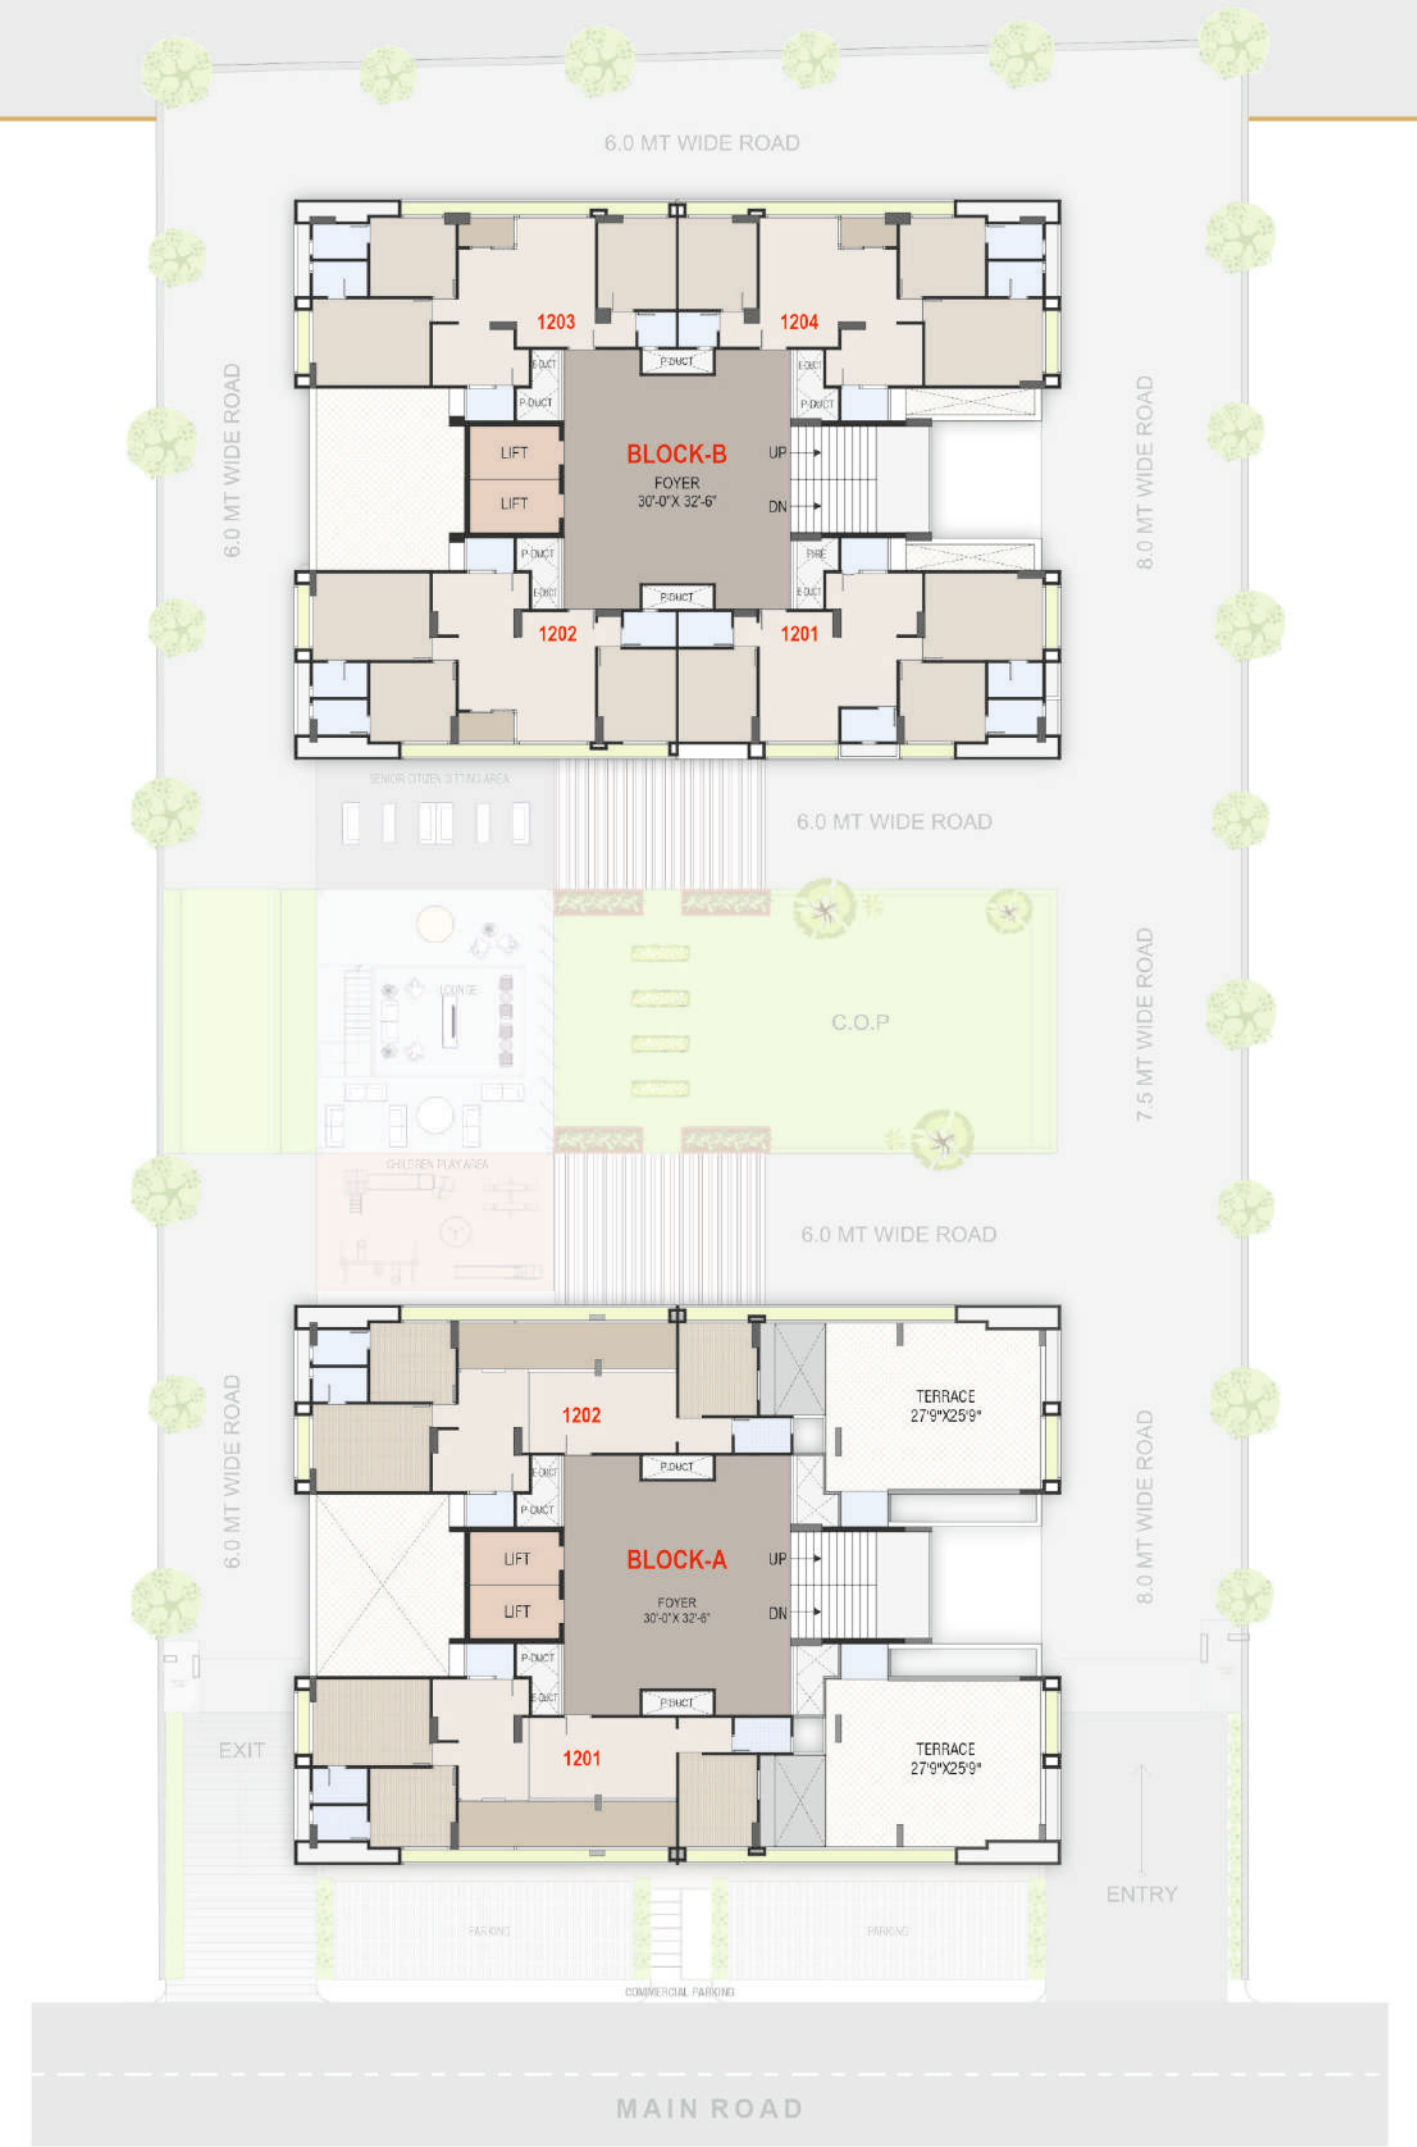 6.0 MT WIDE ROAD
1203
1204
E-DUCT
P-DUCT
E-DUCT
P-DUCT
P-DUCT
6.0 MT WIDE ROAD
8.0 MT WIDE ROAD
LIFT
BLOCK-B
UP
FOYER
30'-0"X 32'-6"
LIFT
DN
P-DUCT
FIRE
E-DUCT
P-DUCT
E-DUCT
1202
1201
SENIOR CITIZEN SITTING AREA
6.0 MT WIDE ROAD
LOUNGE
C.O.P
7.5 MT WIDE ROAD
CHILDREN PLAY AREA
6.0 MT WIDE ROAD
TERRACE
27'9"X25'9"
1202
E-DUCT
P-DUCT
P-DUCT
6.0 MT WIDE ROAD
8.0 MT WIDE ROAD
LIFT
BLOCK-A
UP
FOYER
30'-0"X 32'-6"
LIFT
DN
P-DUCT
E-DUCT
P-DUCT
EXIT
1201
TERRACE
27'9"X25'9"
ENTRY
PARKING
PARKING
COMMERCIAL PARKING
MAIN ROAD